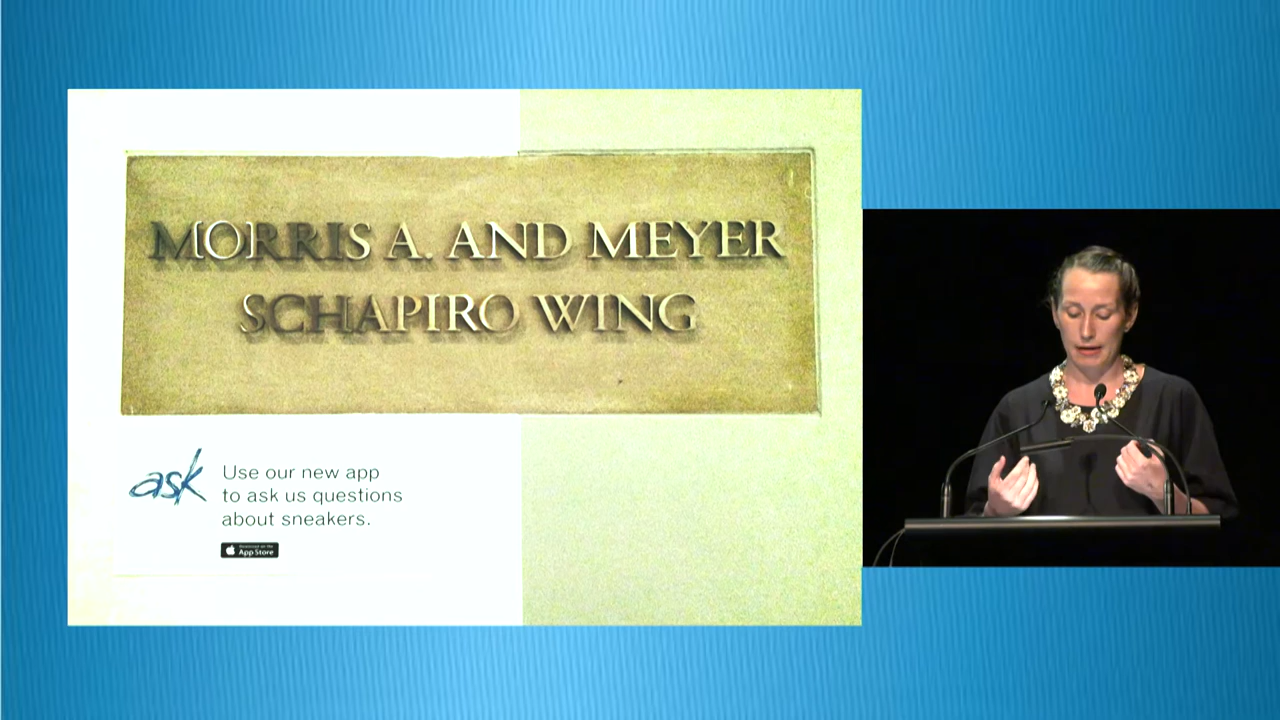 MORRIS A. AND MEYER
SCHAPIRO WING
ask
Use our new app
to ask us questions
about sneakers.
App Store